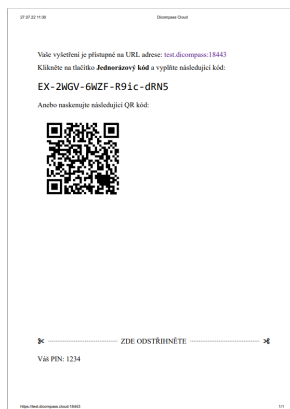 27.07.22 11:30 Dicompass Cloud
Vaše vyšetření je přístupné na URL adrese: test.dicompass:18443
Klikněte na tlačítko Jednorázový kód a vyplňte následující kód:
EX-2WGV-6WZF-R9ic-dRN5
Anebo naskenujte následující QR kód:
ZDE ODSTŘIHNĚTE
Váš PIN: 1234
https://test.dicompass.cloud:18443 1/1